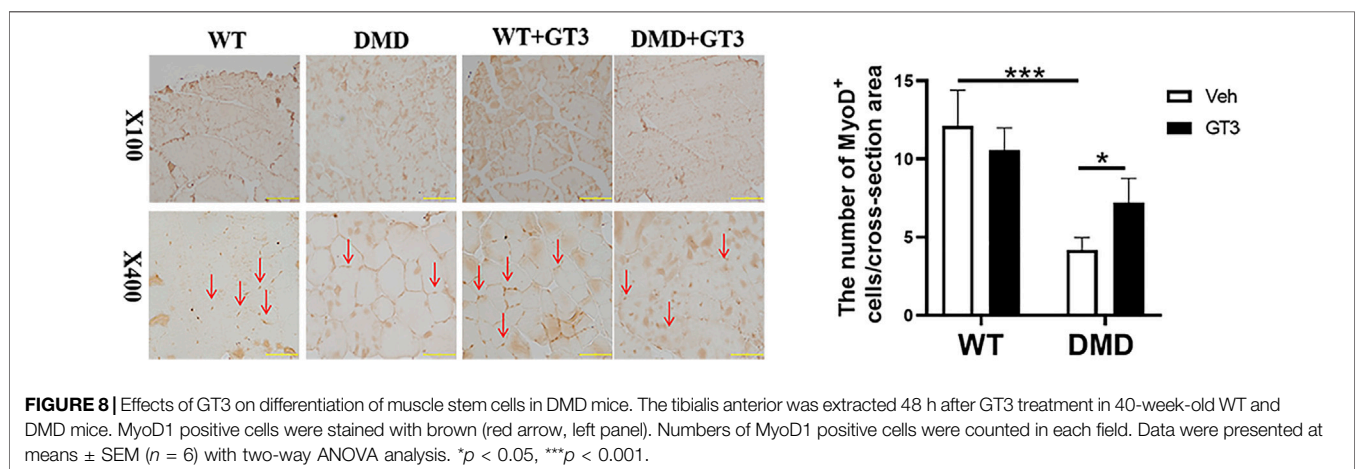 WT DMD WT+GT3 DMD+GT3
X100
X400
The number of MyoD+
cells/cross-section area
15
10
5
0
***
*
WT DMD
Veh
GT3
FIGURE 8 | Effects of GT3 on differentiation of muscle stem cells in DMD mice. The tibialis anterior was extracted 48 h after GT3 treatment in 40-week-old WT and
DMD mice. MyoD1 positive cells were stained with brown (red arrow, left panel). Numbers of MyoD1 positive cells were counted in each field. Data were presented at
means ± SEM (n = 6) with two-way ANOVA analysis. *p < 0.05, ***p < 0.001.